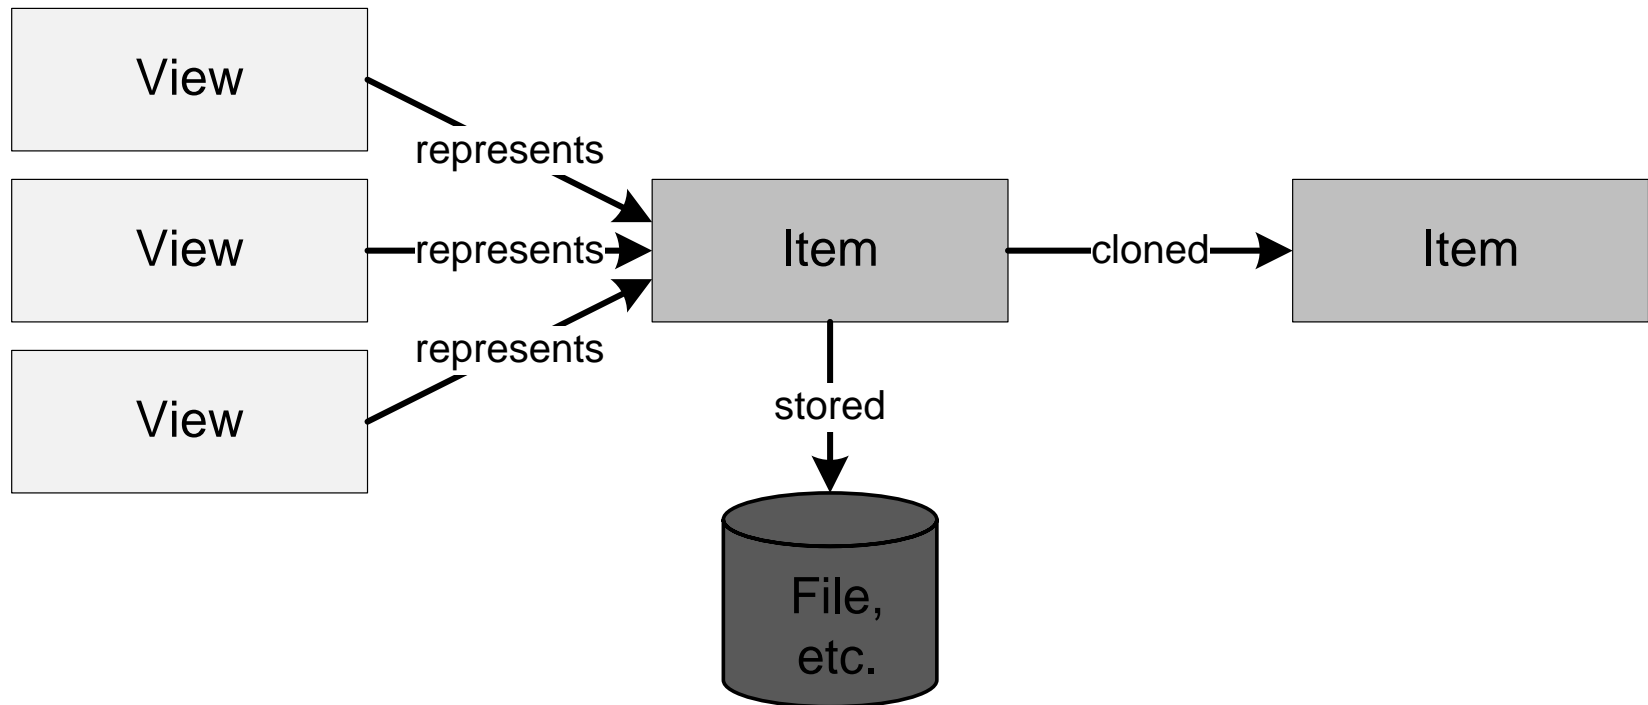 View
represents
View
represents
Item
cloned
Item
represents
View
stored
File,
etc.